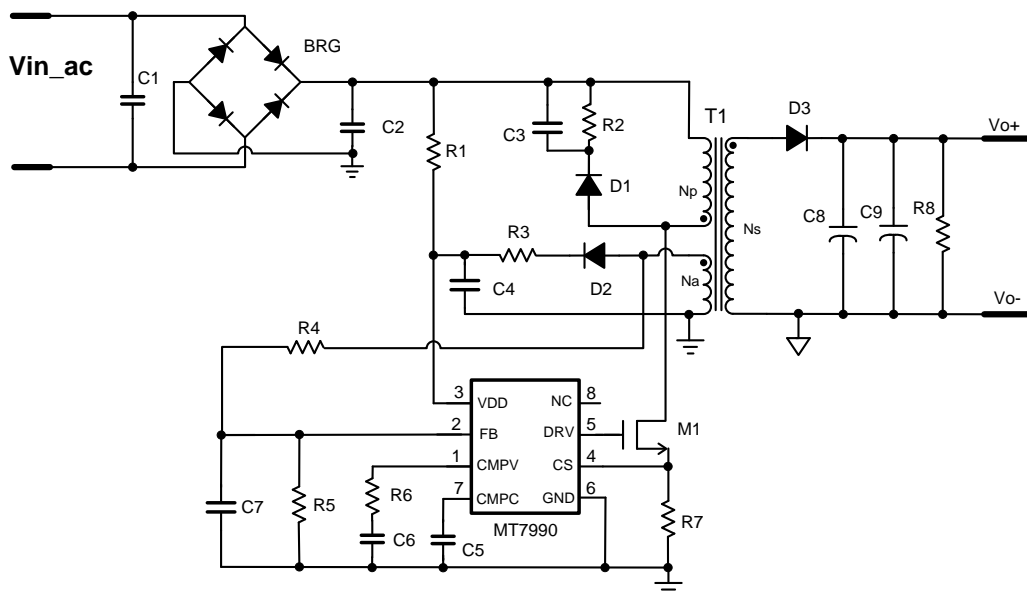 BRG
Vin_ac
C1
C2
R1
C3
R2
D1
T1
Np
Ns
Na
D3
Vo+
C8
C9
R8
Vo-
R3
D2
C4
R4
3
VDD
NC
8
2
FB
DRV
5
M1
1
CMPV
CS
4
7
CMPC
GND
6
MT7990
C7
R5
R6
C6
C5
R7